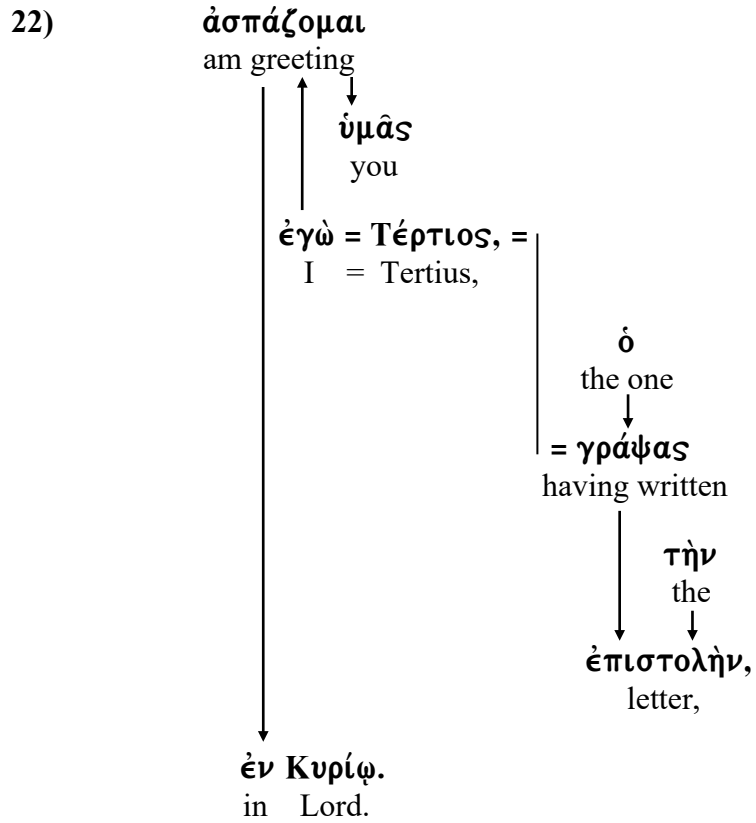 22) ἀσπάζομαι
am greeting
ὑμᾶς
you
ἐγὼ = Τέρτιος, =
I = Tertius,
ὁ
the one
= γράψας
having written
τὴν
the
ἐπιστολὴν,
letter,
ἐν Κυρίῳ.
in Lord.